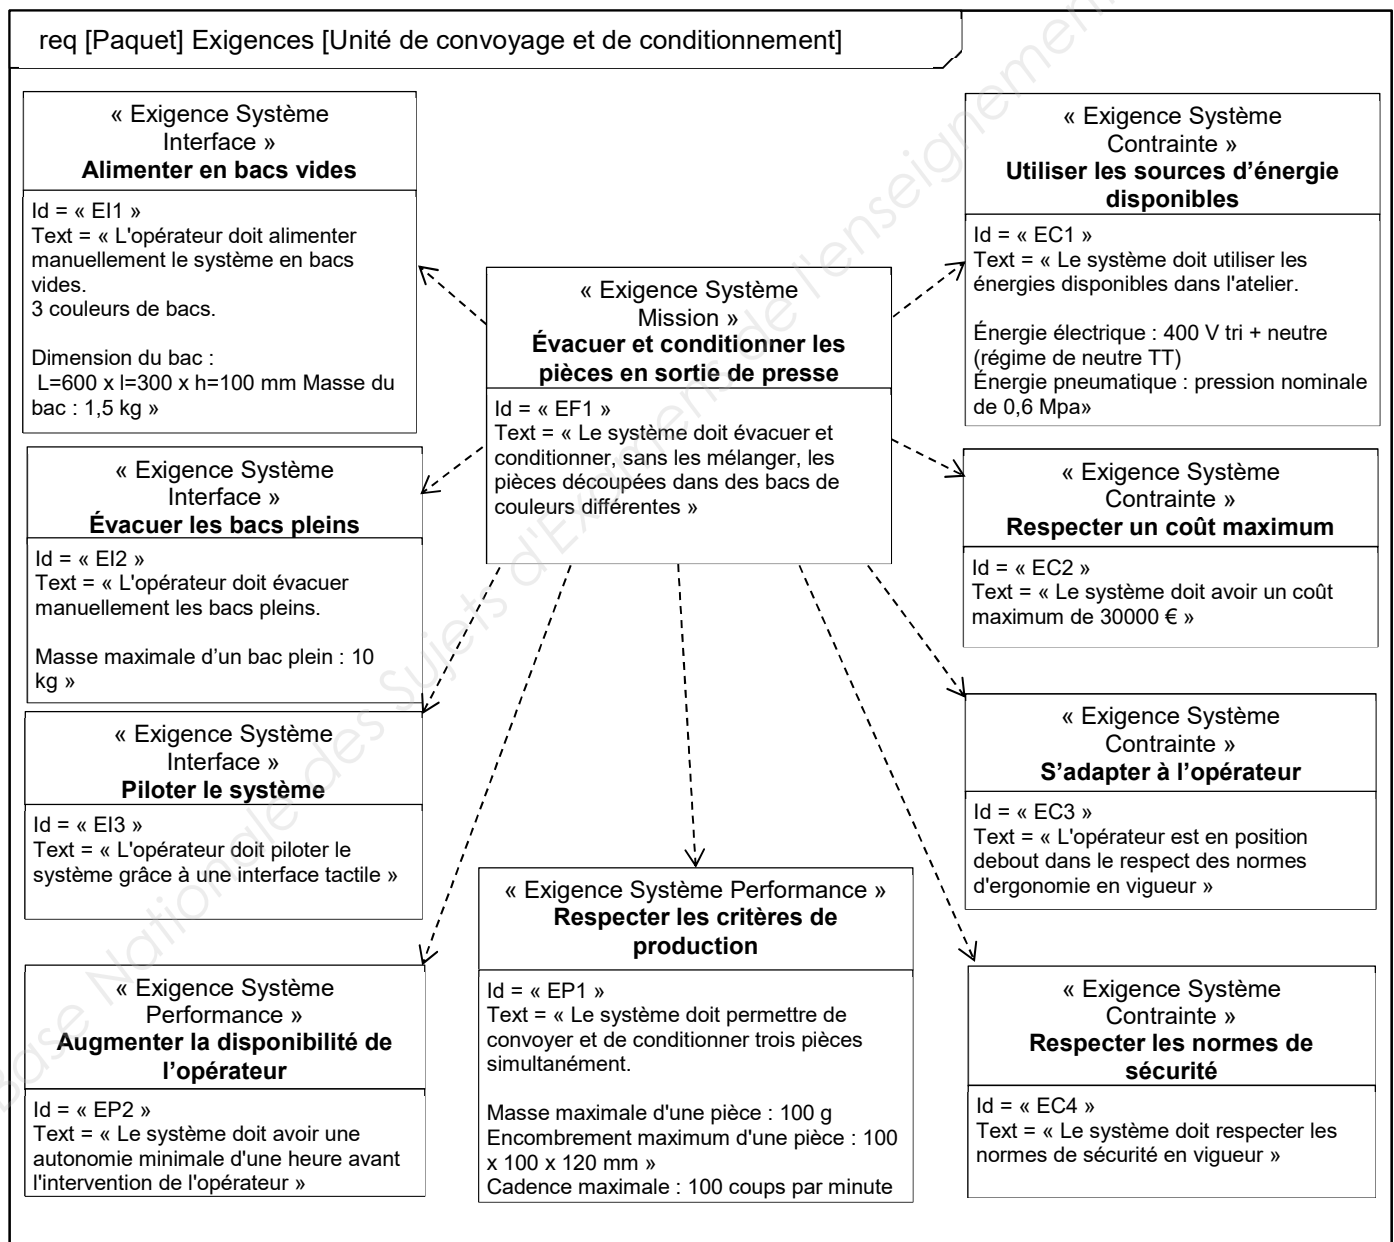 req [Paquet] Exigences [Unité de convoyage et de conditionnement]
« Exigence Système
Interface »
Alimenter en bacs vides
Id = « EI1 »
Text = « L'opérateur doit alimenter
manuellement le système en bacs
vides.
3 couleurs de bacs.
Dimension du bac :
L=600 x l=300 x h=100 mm Masse du
bac : 1,5 kg »
« Exigence Système
Interface »
Évacuer les bacs pleins
Id = « EI2 »
Text = « L'opérateur doit évacuer
manuellement les bacs pleins.
Masse maximale d'un bac plein : 10
kg »
« Exigence Système
Interface »
Piloter le système
Id = « EI3 »
Text = « L'opérateur doit piloter le
système grâce à une interface tactile »
« Exigence Système
Performance »
Augmenter la disponibilité de
l'opérateur
Id = « EP2 »
Text = « Le système doit avoir une
autonomie minimale d'une heure avant
l'intervention de l'opérateur »
« Exigence Système
Mission »
Évacuer et conditionner les
pièces en sortie de presse
Id = « EF1 »
Text = « Le système doit évacuer et
conditionner, sans les mélanger, les
pièces découpées dans des bacs de
couleurs différentes »
« Exigence Système Performance »
Respecter les critères de
production
Id = « EP1 »
Text = « Le système doit permettre de
convoyer et de conditionner trois pièces
simultanément.
Masse maximale d'une pièce : 100 g
Encombrement maximum d'une pièce : 100
x 100 x 120 mm »
Cadence maximale : 100 coups par minute
« Exigence Système
Contrainte »
Utiliser les sources d'énergie
disponibles
Id = « EC1 »
Text = « Le système doit utiliser les
énergies disponibles dans l'atelier.
Énergie électrique : 400 V tri + neutre
(régime de neutre TT)
Énergie pneumatique : pression nominale
de 0,6 Mpa»
« Exigence Système
Contrainte »
Respecter un coût maximum
Id = « EC2 »
Text = « Le système doit avoir un coût
maximum de 30000 € »
« Exigence Système
Contrainte »
S'adapter à l'opérateur
Id = « EC3 »
Text = « L'opérateur est en position
debout dans le respect des normes
d'ergonomie en vigueur »
« Exigence Système
Contrainte »
Respecter les normes de
sécurité
Id = « EC4 »
Text = « Le système doit respecter les
normes de sécurité en vigueur »
Base Nationale des Sujets d'Examens de l'enseignement